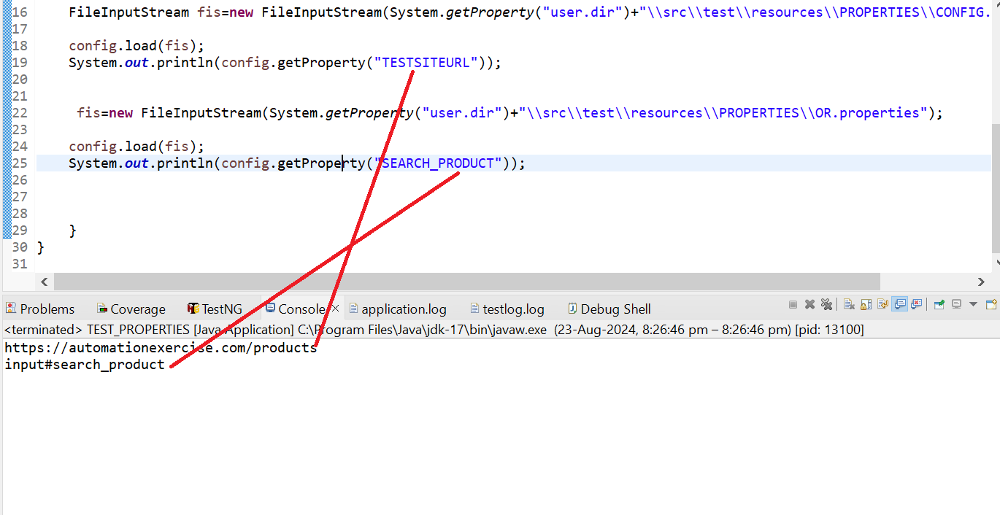 16 FileInputStream fis=new FileInputStream(System.getProperty("user.dir")+"\\src\\test\\resources\\PROPERTIES\\CONFIG.
17
18 config.load(fis);
19 System.out.println(config.getProperty("TESTSITEURL"));
20
21
22 fis=new FileInputStream(System.getProperty("user.dir")+"\\src\\test\\resources\\PROPERTIES\\OR.properties");
23
24 config.load(fis);
25 System.out.println(config.getProperty("SEARCH_PRODUCT"));
26
27
28
29 }
30 }
31
Problems Coverage TestNG Console application.log testlog.log Debug Shell
<terminated> TEST_PROPERTIES [Java Application] C:\Program Files\Java\jdk-17\bin\javaw.exe (23-Aug-2024, 8:26:46 pm – 8:26:46 pm) [pid: 13100]
https://automationexercise.com/products
input#search_product